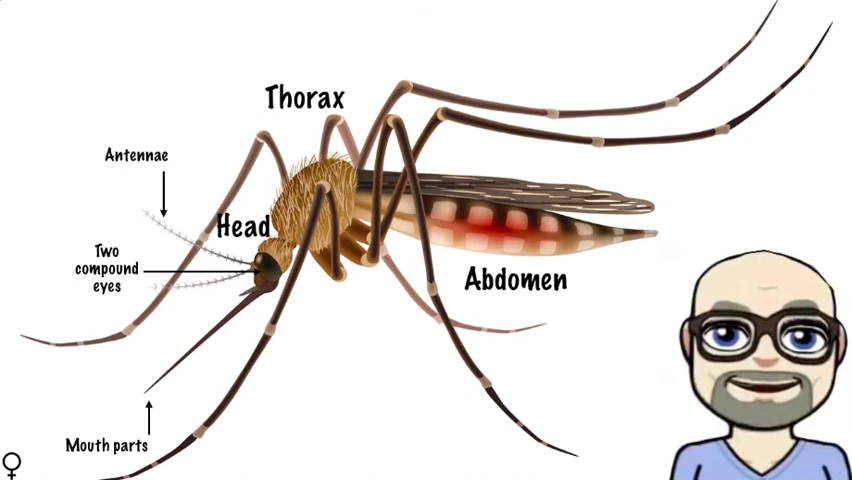 Thorax
Antennae
Head
Two
compound
eyes
Abdomen
Mouth parts
♀